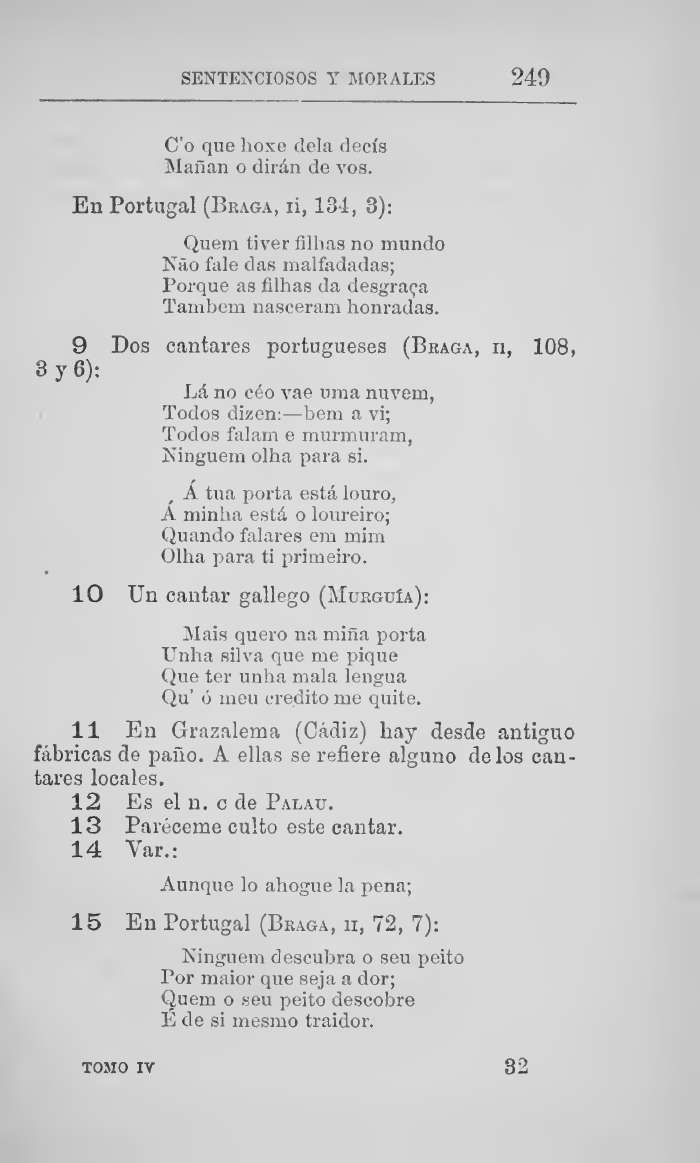 SENTENCIOSOS Y MORALES 249
C'o que hoxe dela decís
Mañan o dirán de vos.
En Portugal (BRAGA, II, 134, 3):
Quem tiver filhas no mundo
Não fale das malfadadas;
Porque as filhas da desgraça
Tambem nasceram honradas.
9 Dos cantares portugueses (BRAGA, II, 108,
3 y 6):
Lá no céo vae uma nuvem,
Todos dizen:—bem a vi;
Todos falam e murmuram,
Ninguem olha para si.
Á tua porta está louro,
Á minha está o loureiro;
Quando falares em mim
Olha para ti primeiro.
10 Un cantar gallego (MURGUÍA):
Mais quero na miña porta
Unha silva que me pique
Que ter unha mala lengua
Qu' ó meu credito me quite.
11 En Grazalema (Cádiz) hay desde antiguo
fábricas de paño. A ellas se refiere alguno de los can-
tares locales.
12 Es el n. c de PALAU.
13 Paréceme culto este cantar.
14 Var.:
Aunque lo ahogue la pena;
15 En Portugal (BRAGA, II, 72, 7):
Ninguem descubra o seu peito
Por maior que seja a dor;
Quem o seu peito descobre
É de si mesmo traidor.
TOMO IV 32